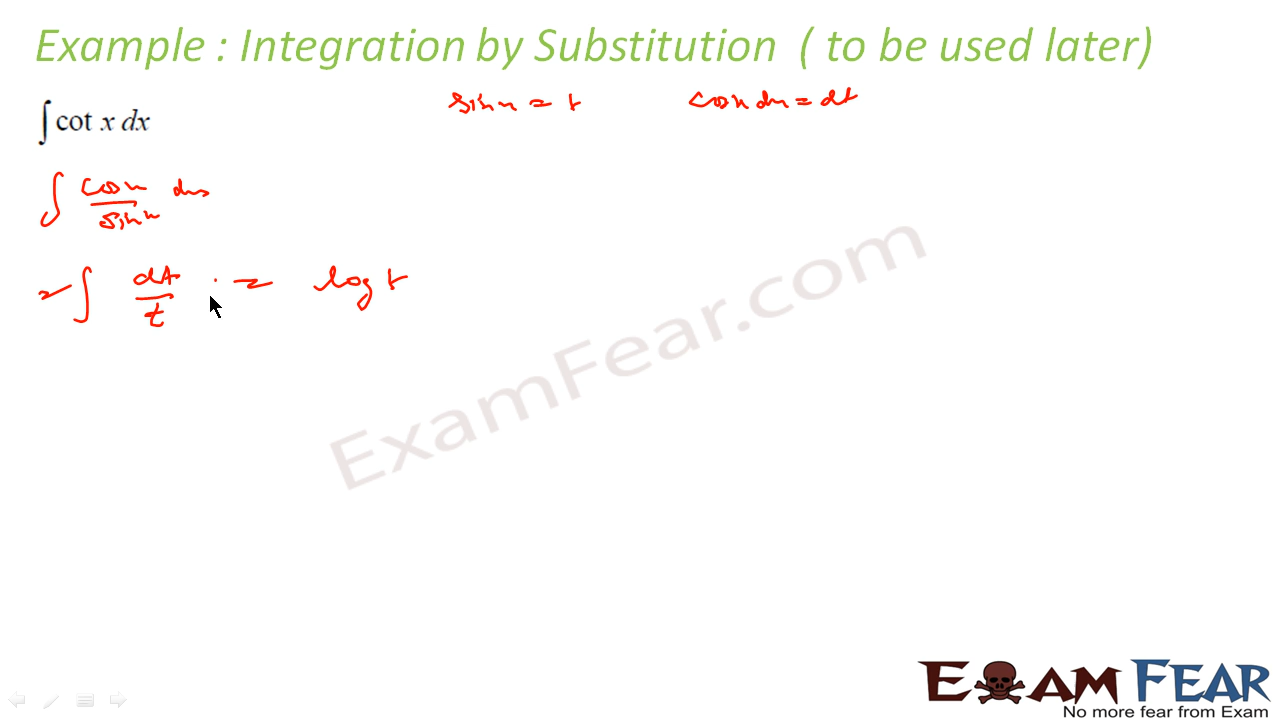 Example : Integration by Substitution ( to be used later)
∫ cot x dx
sin x = t cos x dx = dt
∫ cos x / sin x dx
= ∫ dt / t = log t
ExamFear.com
EXAM FEAR
No more fear from Exam